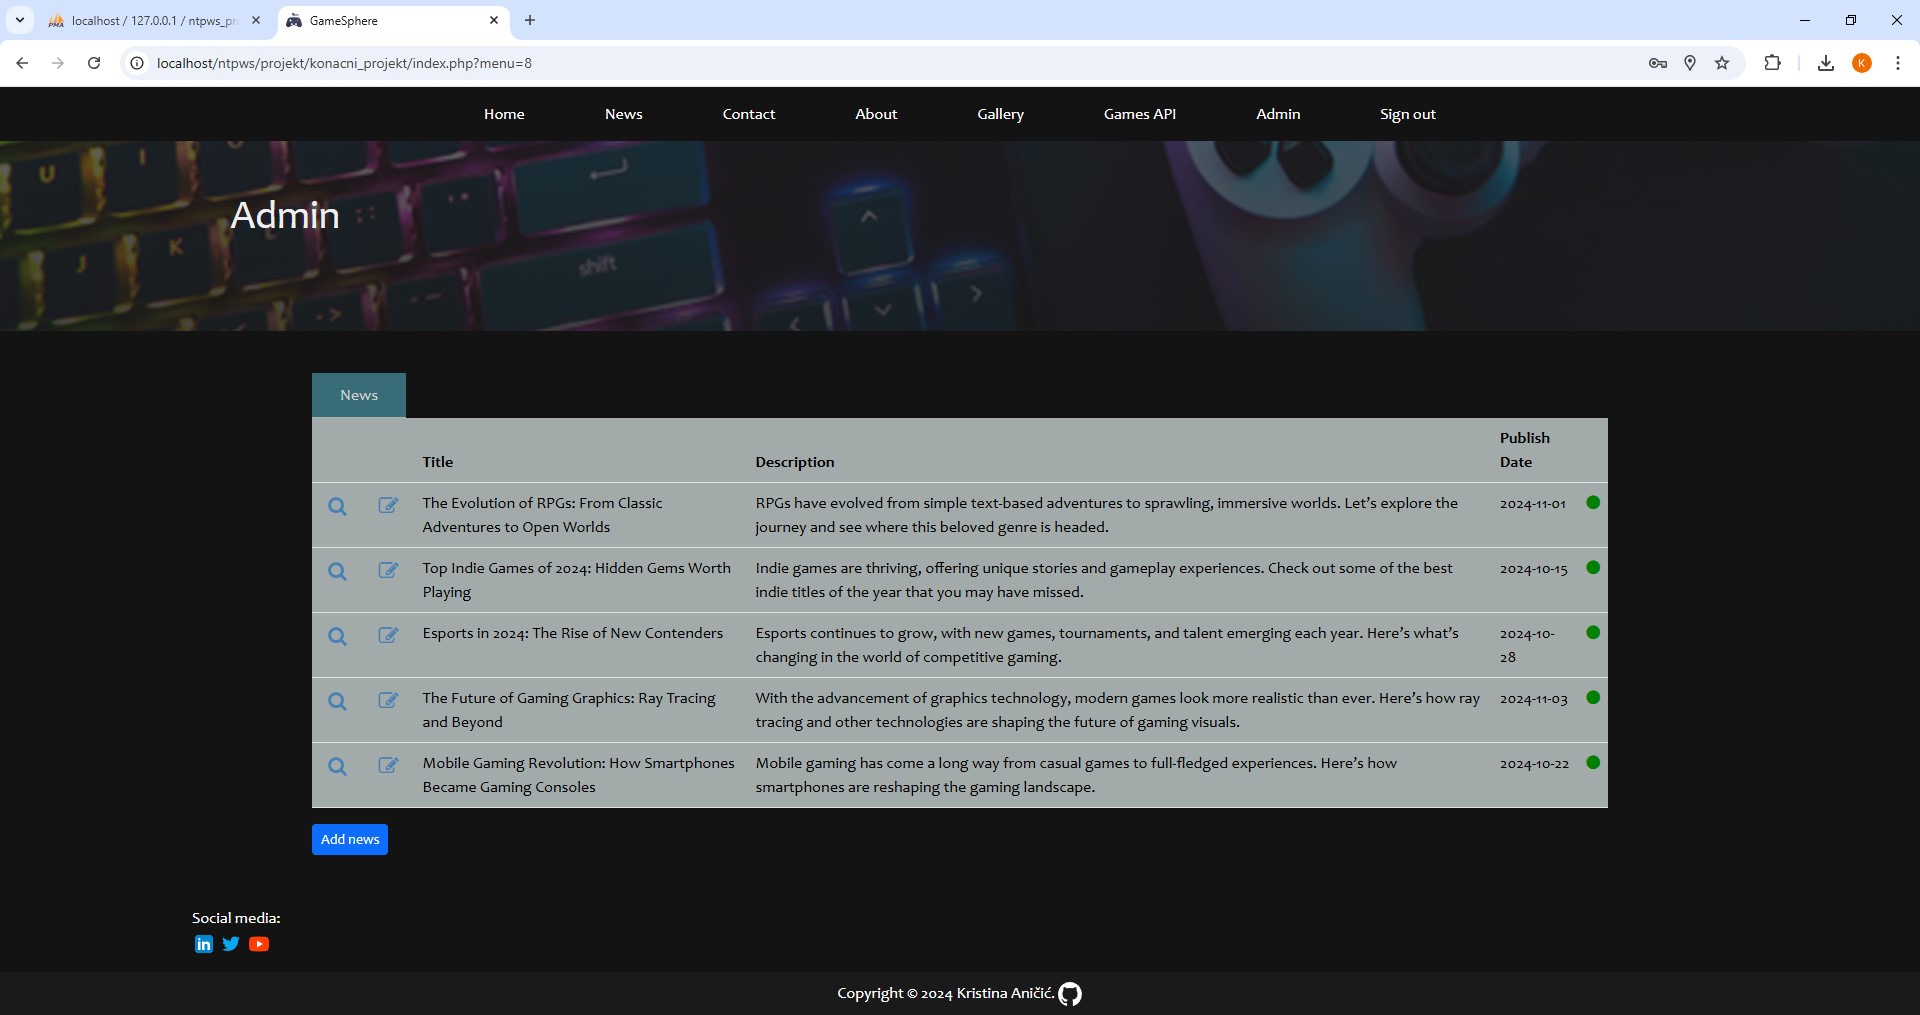 localhost / 127.0.0.1 / ntpws_pr
GameSphere
localhost/ntpws/projekt/konacni_projekt/index.php?menu=8
K
Home News Contact About Gallery Games API Admin Sign out
Admin
U I O
J K
shift
News
Title Description Publish Date
The Evolution of RPGs: From Classic
Adventures to Open Worlds
RPGs have evolved from simple text-based adventures to sprawling, immersive worlds. Let’s explore the
journey and see where this beloved genre is headed.
2024-11-01
Top Indie Games of 2024: Hidden Gems Worth
Playing
Indie games are thriving, offering unique stories and gameplay experiences. Check out some of the best
indie titles of the year that you may have missed.
2024-10-15
Esports in 2024: The Rise of New Contenders
Esports continues to grow, with new games, tournaments, and talent emerging each year. Here’s what’s
changing in the world of competitive gaming.
2024-10-
28
The Future of Gaming Graphics: Ray Tracing
and Beyond
With the advancement of graphics technology, modern games look more realistic than ever. Here’s how ray
tracing and other technologies are shaping the future of gaming visuals.
2024-11-03
Mobile Gaming Revolution: How Smartphones
Became Gaming Consoles
Mobile gaming has come a long way from casual games to full-fledged experiences. Here’s how
smartphones are reshaping the gaming landscape.
2024-10-22
Add news
Social media:
in
Copyright © 2024 Kristina Aničić.